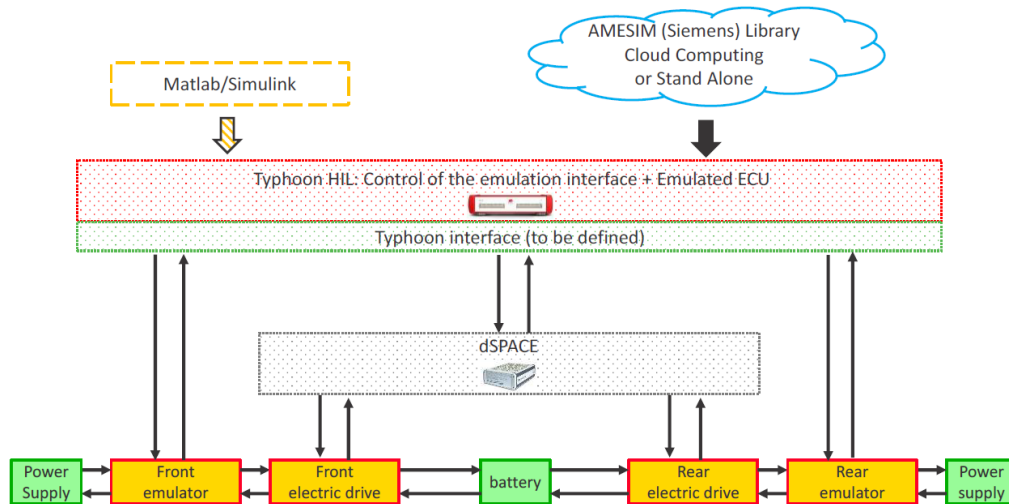 AMESIM (Siemens) Library
Cloud Computing
or Stand Alone
Matlab/Simulink
Typhoon HIL: Control of the emulation interface + Emulated ECU
Typhoon interface (to be defined)
dSPACE
Power
Supply
Front
emulator
Front
electric drive
battery
Rear
electric drive
Rear
emulator
Power
supply